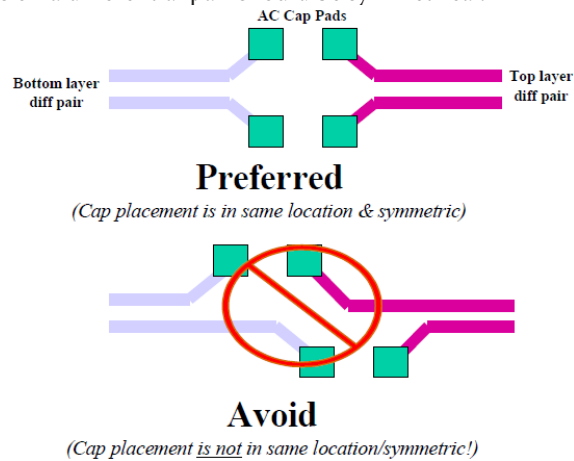 AC Cap Pads
Bottom layer
diff pair
Top layer
diff pair
Preferred
(Cap placement is in same location & symmetric)
Avoid
(Cap placement is not in same location/symmetric!)